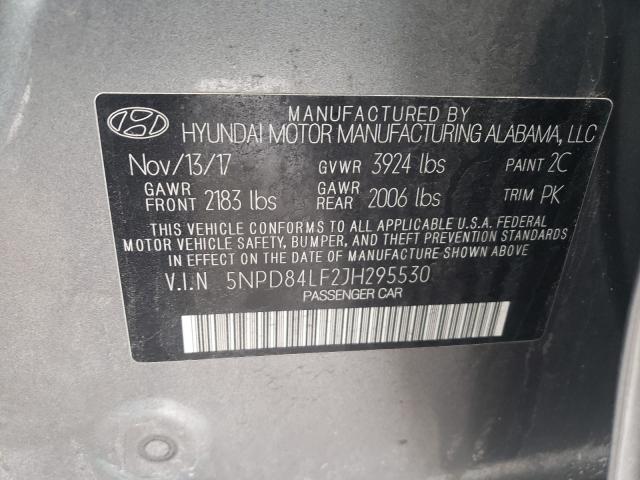 MANUFACTURED BY
HYUNDAI MOTOR MANUFACTURING ALABAMA, LLC
Nov/13/17 GVWR 3924 lbs PAINT 2C
GAWR FRONT 2183 lbs GAWR REAR 2006 lbs TRIM PK
THIS VEHICLE CONFORMS TO ALL APPLICABLE U.S.A. FEDERAL
MOTOR VEHICLE SAFETY, BUMPER, AND THEFT PREVENTION STANDARDS
IN EFFECT ON THE DATE OF MANUFACTURE SHOWN ABOVE.
V.I.N 5NPD84LF2JH295530
PASSENGER CAR